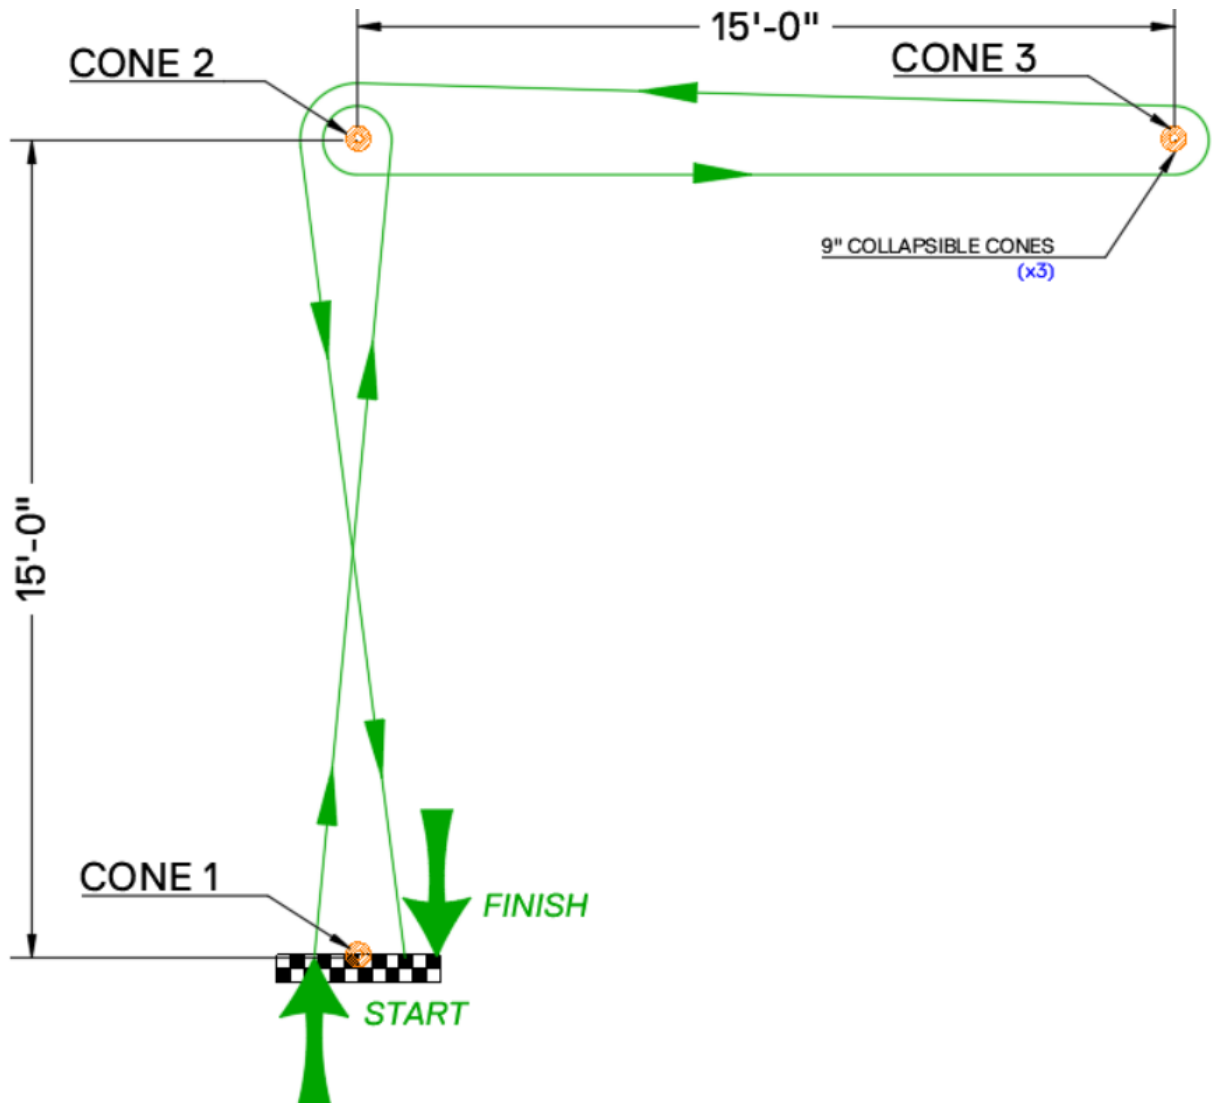 15'-0"
CONE 2
CONE 3
9" COLLAPSIBLE CONES
(x3)
15'-0"
CONE 1
FINISH
START